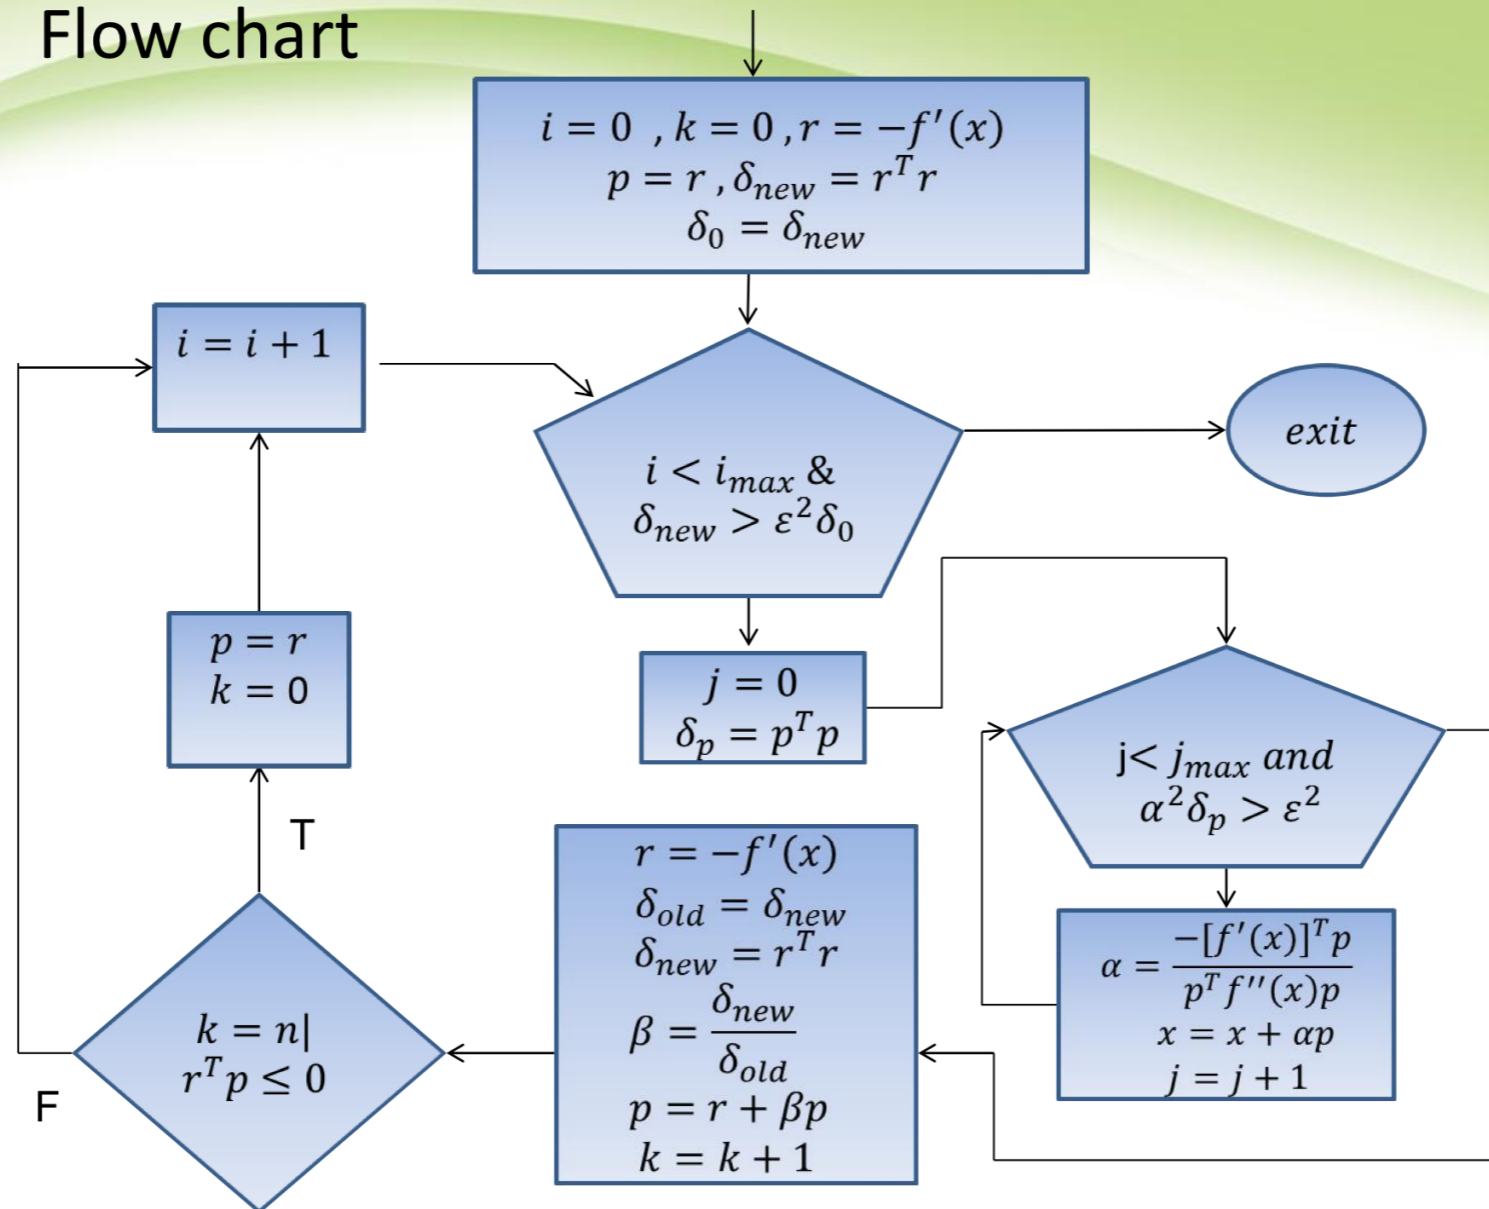 Flow chart
i = 0 , k = 0 , r = −f′(x)
p = r , δ_new = r^T r
δ_0 = δ_new
i = i + 1
i < i_max &
δ_new > ε^2 δ_0
exit
p = r
k = 0
j = 0
δ_p = p^T p
j< j_max and
α^2 δ_p > ε^2
T
r = −f′(x)
δ_old = δ_new
δ_new = r^T r
β = δ_new / δ_old
p = r + βp
k = k + 1
α = −[f′(x)]^T p / p^T f′′(x)p
x = x + αp
j = j + 1
k = n|
r^T p ≤ 0
F